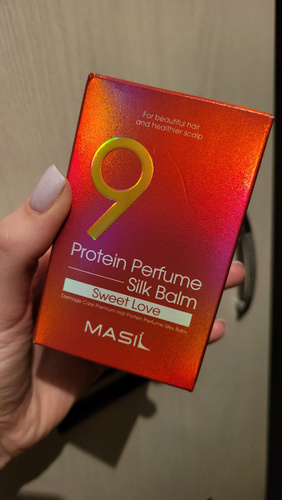 For beautiful hair
and healthier scalp
9
Protein Perfume
Silk Balm
Sweet Love
Damage Care Premium Hair Protein Perfume Silky Balm
MASIL